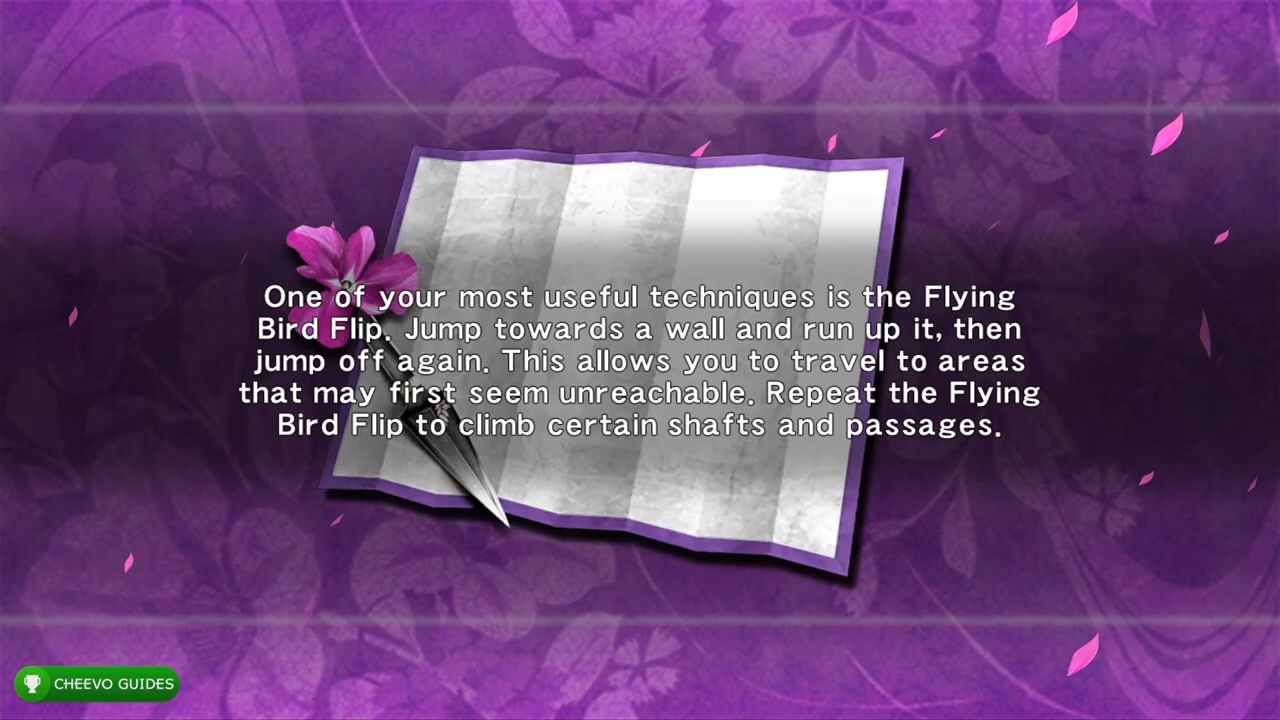 One of your most useful techniques is the Flying
Bird Flip. Jump towards a wall and run up it, then
jump off again. This allows you to travel to areas
that may first seem unreachable. Repeat the Flying
Bird Flip to climb certain shafts and passages.
CHEEVO GUIDES